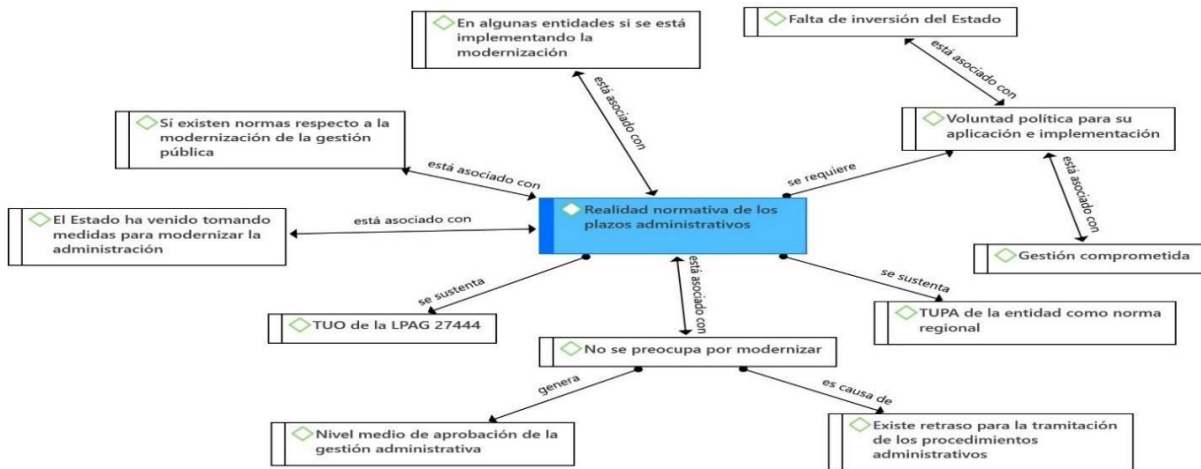 En algunas entidades si se está
implementando la
modernización
Falta de inversión del Estado
está asociado con
está asociado con
Sí existen normas respecto a la
modernización de la gestión
pública
Voluntad política para su
aplicación e implementación
está asociado con
se requiere
está asociado con
El Estado ha venido tomando
medidas para modernizar la
administración
está asociado con
Realidad normativa de los
plazos administrativos
Gestión comprometida
se sustenta
está asociado con
se sustenta
TUO de la LPAG 27444
TUPA de la entidad como norma
regional
No se preocupa por modernizar
genera
es causa de
Nivel medio de aprobación de la
gestión administrativa
Existe retraso para la tramitación
de los procedimientos
administrativos